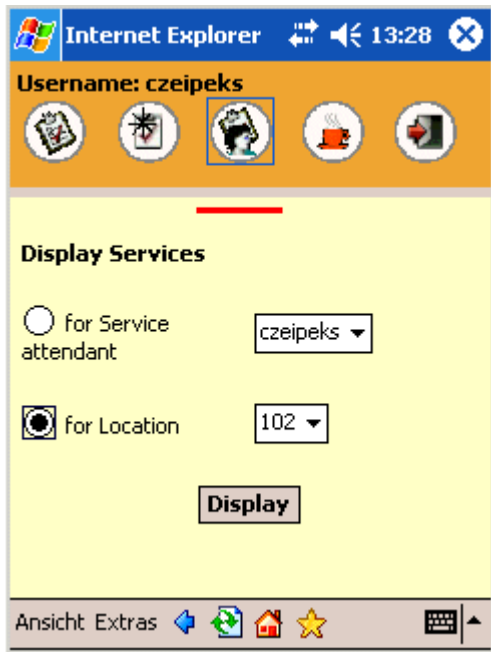 Internet Explorer 13:28
Username: czeipeks
Display Services
for Service
attendant
czeipeks
for Location
102
Display
Ansicht Extras